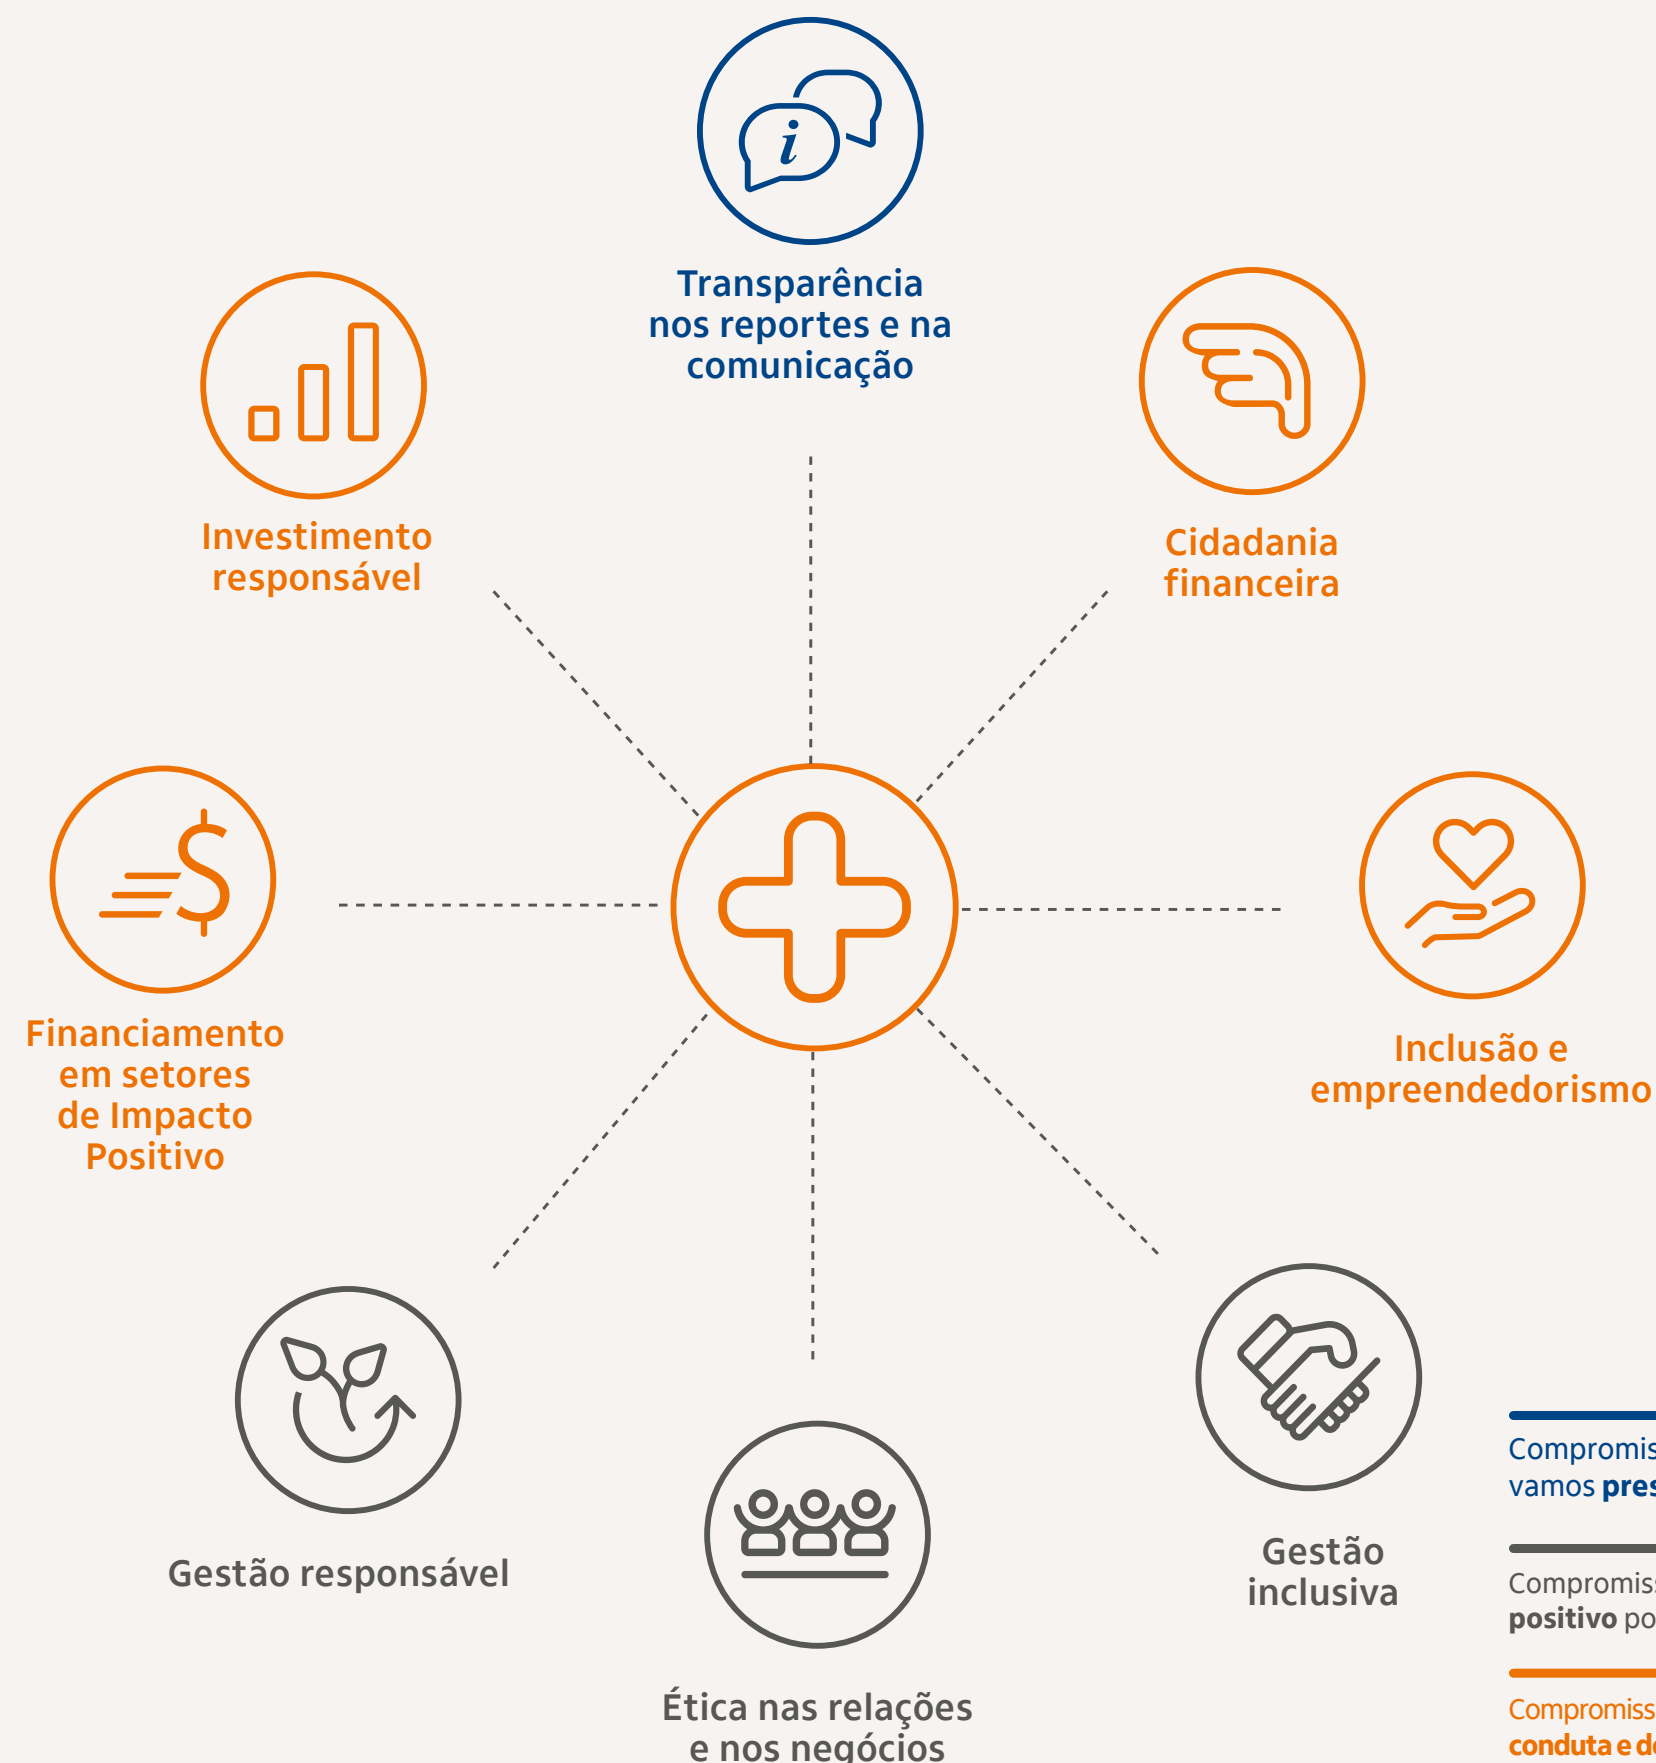 Transparência
nos reportes e na
comunicação
Investimento
responsável
Cidadania
financeira
Financiamento
em setores
de Impacto
Positivo
Inclusão e
empreendedorismo
Gestão responsável
Ética nas relações
e nos negócios
Gestão
inclusiva
vamos
positivo
conduta e